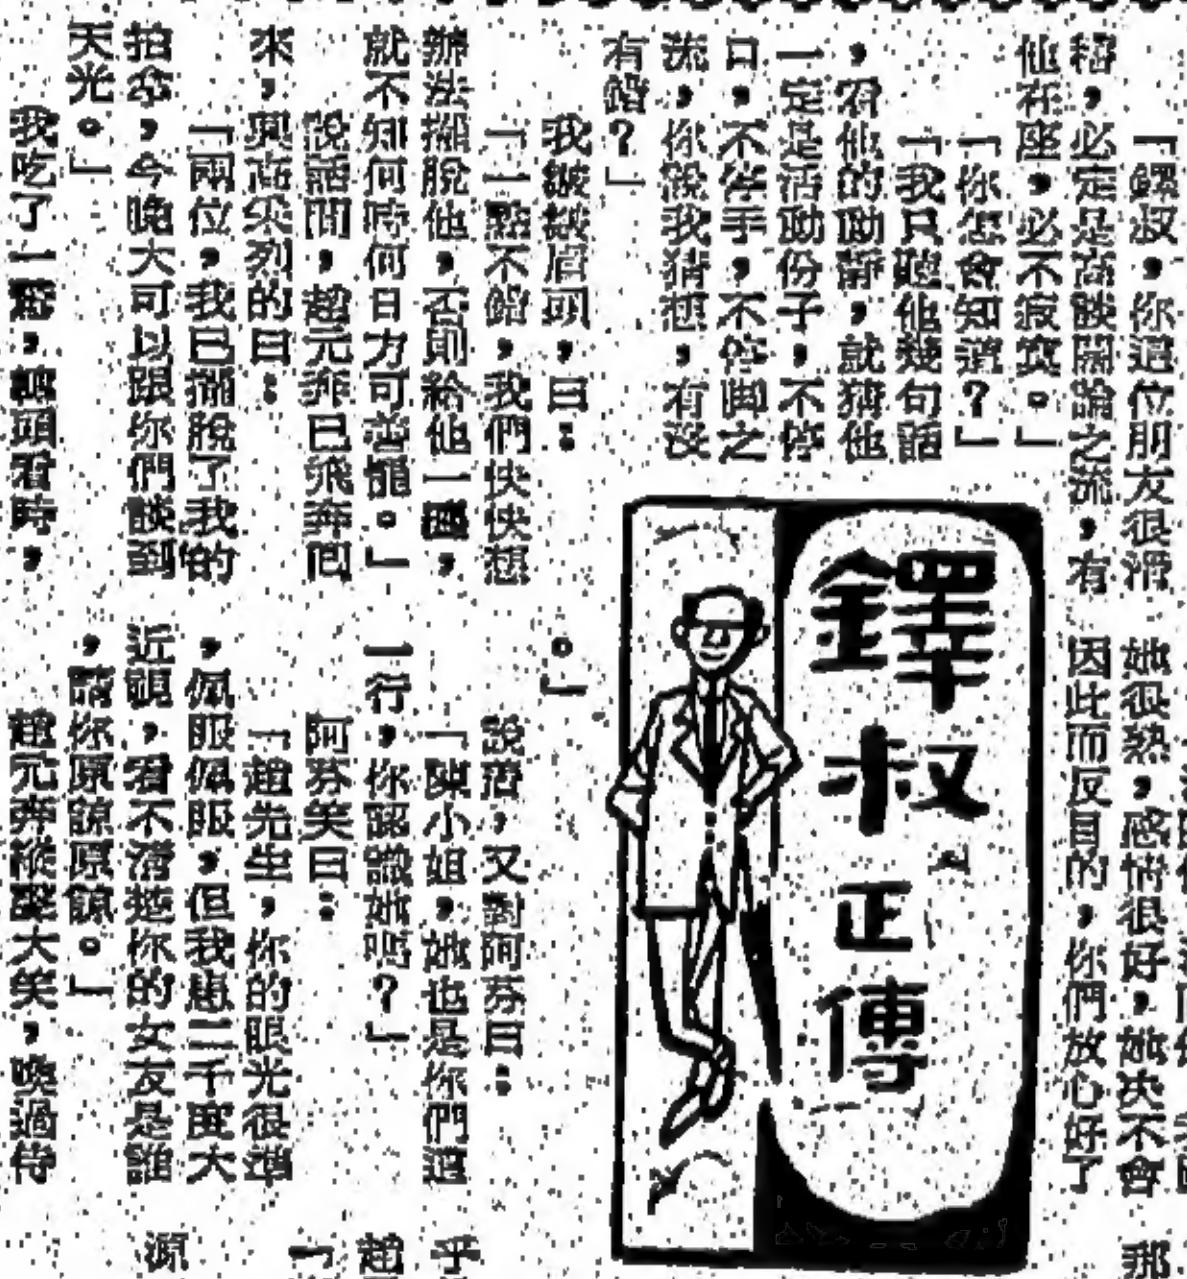 「鐸叔，你這位朋友很滑
稽，必定是高談闊論之流，有
他在座，必不寂寞。」
「你怎會知道？」
「我只聽他幾句話
，看他的動靜，就猜他
一定是活動份子，不停
口，不停手，不停脚之
流，你說我猜想，有沒
有錯？」
我皺皺眉頭，曰：
「一點不錯，我們快快想
辦法擺脫他，否則給他一纏，
就不知何時何日方可罷。」
說話間，趙元奔已飛奔回
來，興高采烈的曰：
「兩位，我已擺脫了我的
拍拿，今晚大可以跟你們談到
天光。」
我吃了一驚，頭看時，
鐸叔正傳
她很熱，感情很好，她决不會
因此而反目的，你們放心好了
。」
說着，又對阿芬曰：
「陳小姐，她也是你們這
一行，你認識她嗎？」
阿芬笑曰：
「趙先生，你的眼光很準
，佩服佩服，但我患二千度大
近視，看不清楚你的女友是誰
，請你原諒原諒。」
趙元奔縱聲大笑，喚過侍
那
乎
趙
一
源